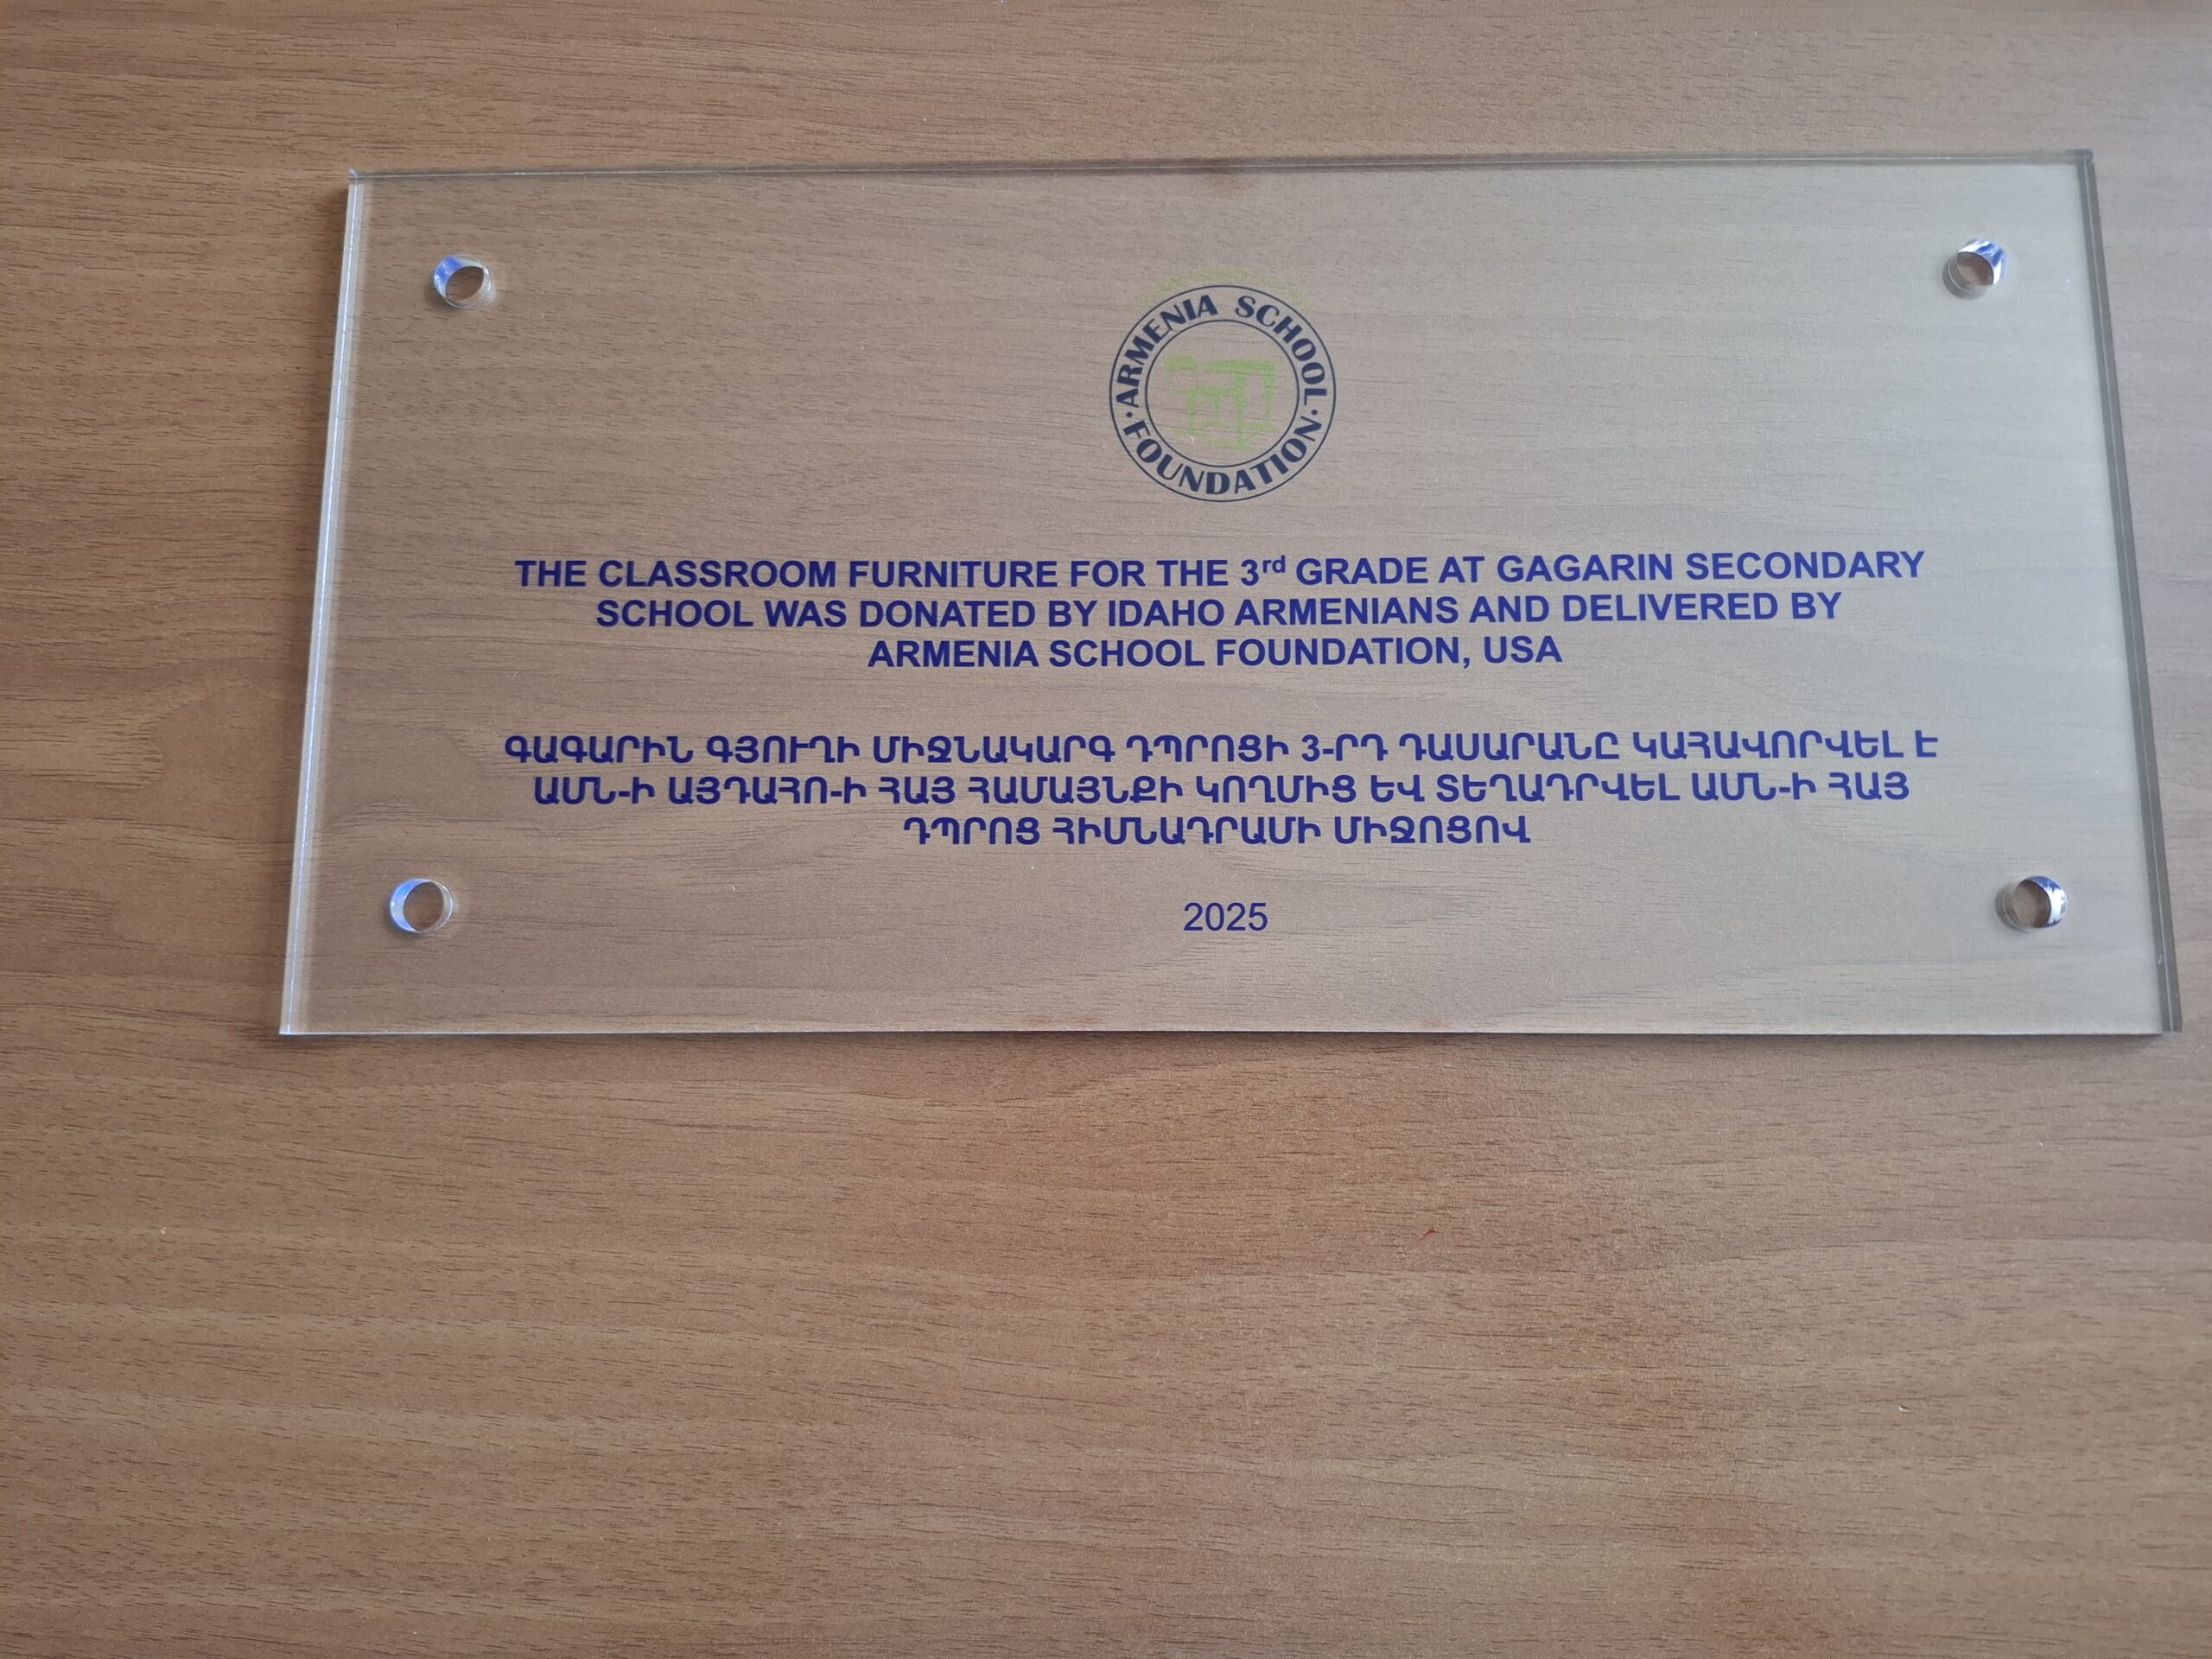 ARMENIA SCHOOL
FOUNDATION
THE CLASSROOM FURNITURE FOR THE 3rd GRADE AT GAGARIN SECONDARY
SCHOOL WAS DONATED BY IDAHO ARMENIANS AND DELIVERED BY
ARMENIA SCHOOL FOUNDATION, USA
ԳԱԳԱՐԻՆ ԳՅՈՒՂԻ ՄԻՋՆԱԿԱՐԳ ԴՊՐՈՑԻ 3-ՐԴ ԴԱՍԱՐԱՆԸ ԿԱՀԱՎՈՐՎԵԼ Է
ԱՄՆ-Ի ԱՅԴԱՀՈ-Ի ՀԱՅ ՀԱՄԱՅՆՔԻ ԿՈՂՄԻՑ ԵՎ ՏԵՂԱԴՐՎԵԼ ԱՄՆ-Ի ՀԱՅ
ԴՊՐՈՑ ՀԻՄՆԱԴՐԱՄԻ ՄԻՋՈՑՈՎ
2025